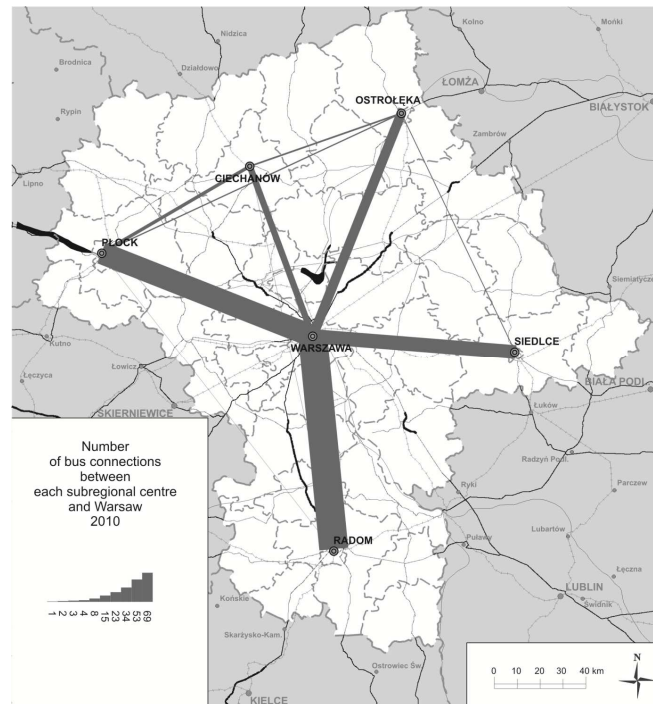 Kolno
Mońki
Nidzica
Brodnica
Działdowo
ŁOMŻA
OSTROŁĘKA
BIAŁYSTOK
Rypin
Zambrów
CIECHANÓW
Lipno
PŁOCK
Siemiatycze
Kutno
WARSZAWA
SIEDLCE
Łowicz
Łęczyca
BIAŁA PODL.
SKIERNIEWICE
Łuków
Number
of bus connections
between
each subregional centre
and Warsaw
2010
Radzyń Podl.
Ryki
Parczew
RADOM
Puławy
Lubartów
1 2 3 4 8 15 23 34 53 69
Łęczna
Końskie
LUBLIN
Świdnik
Skarżysko-Kam.
Ostrowiec Św.
N
0 10 20 30 40 km
KIELCE